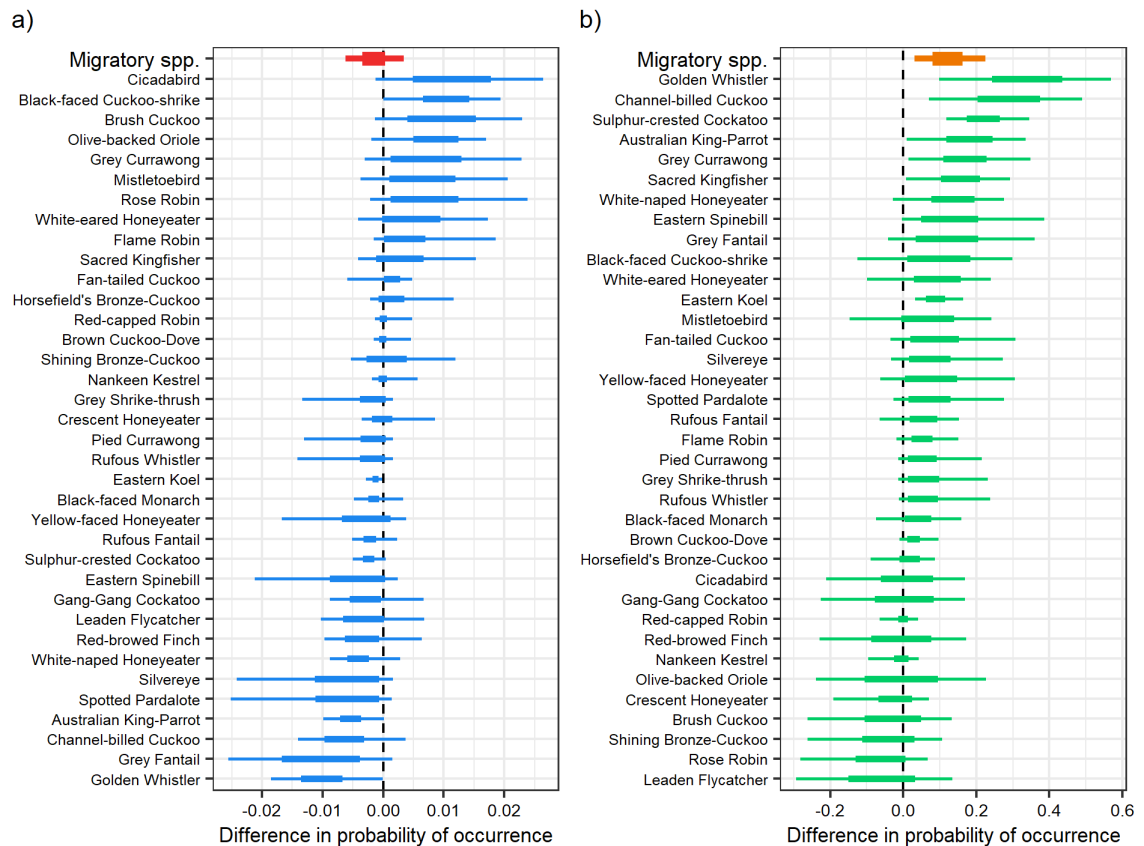 a)
Migratory spp.
Cicadabird
Black-faced Cuckoo-shrike
Brush Cuckoo
Olive-backed Oriole
Grey Currawong
Mistletoebird
Rose Robin
White-eared Honeyeater
Flame Robin
Sacred Kingfisher
Fan-tailed Cuckoo
Horsefield's Bronze-Cuckoo
Red-capped Robin
Brown Cuckoo-Dove
Shining Bronze-Cuckoo
Nankeen Kestrel
Grey Shrike-thrush
Crescent Honeyeater
Pied Currawong
Rufous Whistler
Eastern Koel
Black-faced Monarch
Yellow-faced Honeyeater
Rufous Fantail
Sulphur-crested Cockatoo
Eastern Spinebill
Gang-Gang Cockatoo
Leaden Flycatcher
Red-browed Finch
White-naped Honeyeater
Silvereye
Spotted Pardalote
Australian King-Parrot
Channel-billed Cuckoo
Grey Fantail
Golden Whistler
-0.02 -0.01 0.00 0.01 0.02
Difference in probability of occurrence
b)
Migratory spp.
Golden Whistler
Channel-billed Cuckoo
Sulphur-crested Cockatoo
Australian King-Parrot
Grey Currawong
Sacred Kingfisher
White-naped Honeyeater
Eastern Spinebill
Grey Fantail
Black-faced Cuckoo-shrike
White-eared Honeyeater
Eastern Koel
Mistletoebird
Fan-tailed Cuckoo
Silvereye
Yellow-faced Honeyeater
Spotted Pardalote
Rufous Fantail
Flame Robin
Pied Currawong
Grey Shrike-thrush
Rufous Whistler
Black-faced Monarch
Brown Cuckoo-Dove
Horsefield's Bronze-Cuckoo
Cicadabird
Gang-Gang Cockatoo
Red-capped Robin
Red-browed Finch
Nankeen Kestrel
Olive-backed Oriole
Crescent Honeyeater
Brush Cuckoo
Shining Bronze-Cuckoo
Rose Robin
Leaden Flycatcher
-0.2 0.0 0.2 0.4 0.6
Difference in probability of occurrence